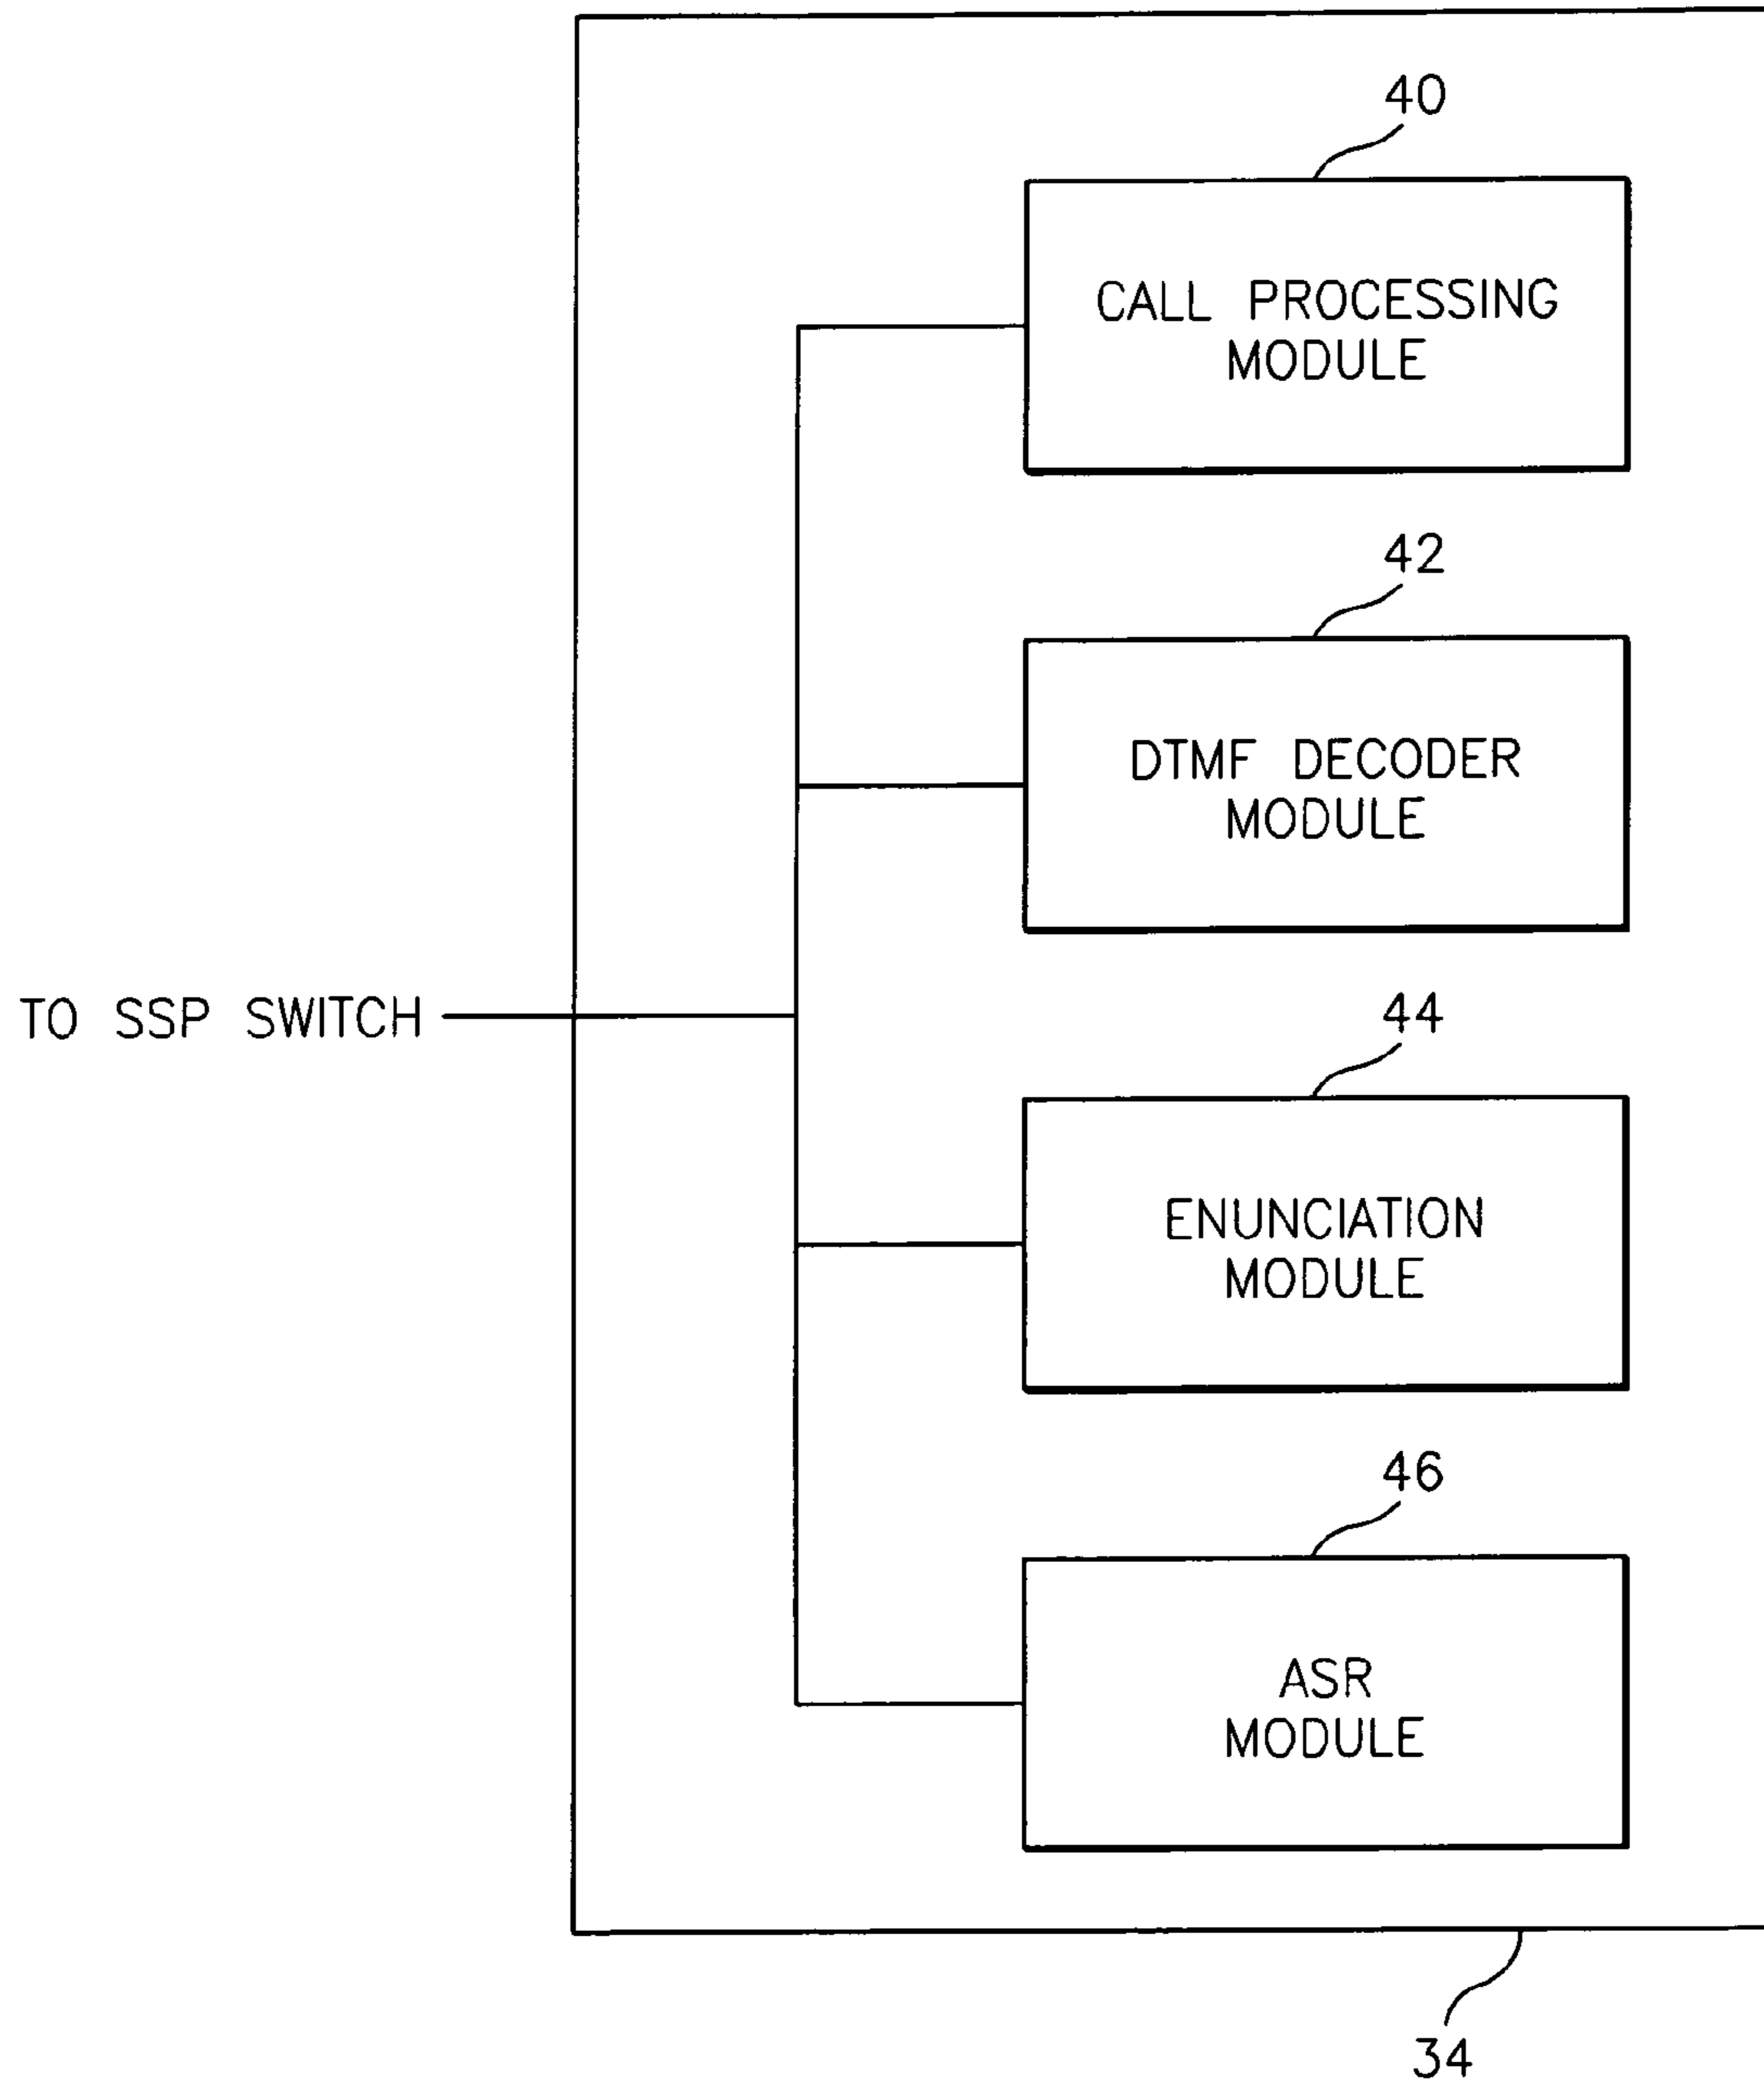 40
CALL PROCESSING
MODULE
42
DTMF DECODER
MODULE
TO SSP SWITCH
44
ENUNCIATION
MODULE
46
ASR
MODULE
34